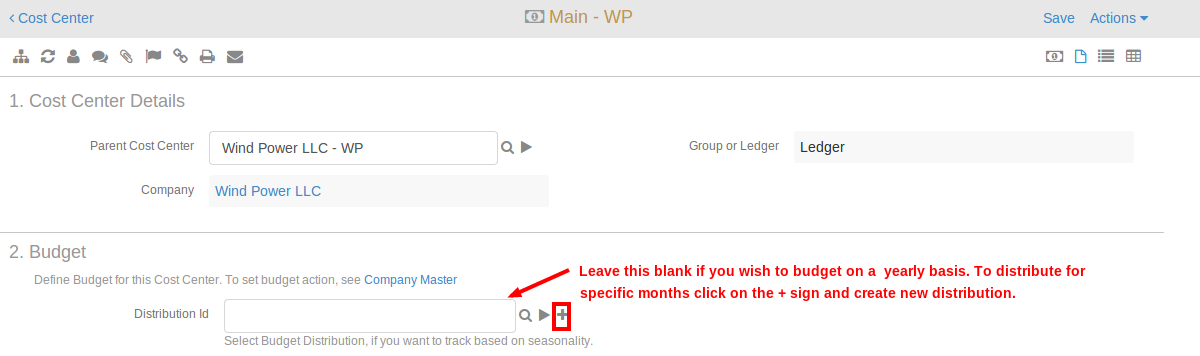 Cost Center
Main - WP
Save Actions
1. Cost Center Details
Parent Cost Center Wind Power LLC - WP Group or Ledger Ledger
Company Wind Power LLC
2. Budget
Define Budget for this Cost Center. To set budget action, see Company Master
Leave this blank if you wish to budget on a yearly basis. To distribute for
specific months click on the + sign and create new distribution.
Distribution Id
Select Budget Distribution, if you want to track based on seasonality.